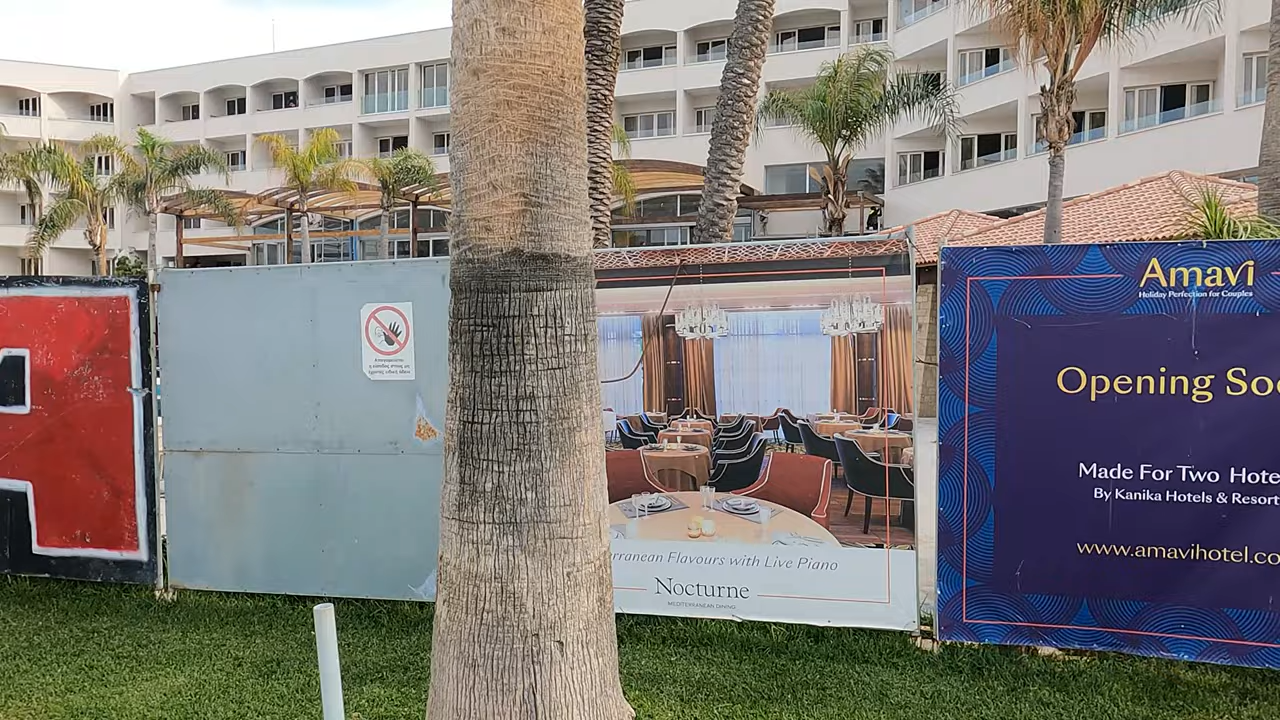 Απαγορεύεται
Amavi
Holiday Perfection for Couples
Opening Soo
Made For Two Hote
By Kanika Hotels & Resort
www.amavihotel.co
rranean Flavours with Live Piano
Nocturne
MEDITERRANEAN DINING